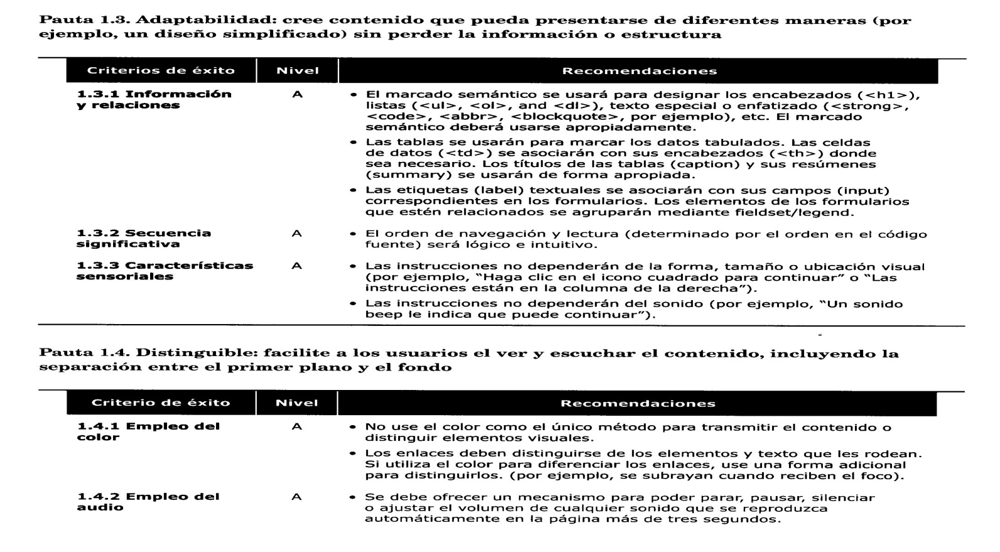 Pauta 1.3. Adaptabilidad: cree contenido que pueda presentarse de diferentes maneras (por
ejemplo, un diseño simplificado) sin perder la información o estructura
Criterios de éxito Nivel Recomendaciones
1.3.1 Información
y relaciones
A
• El marcado semántico se usará para designar los encabezados (<h1>),
listas (<ul>, <ol>, and <dl>), texto especial o enfatizado (<strong>,
<code>, <abbr>, <blockquote>, por ejemplo), etc. El marcado
semántico deberá usarse apropiadamente.
• Las tablas se usarán para marcar los datos tabulados. Las celdas
de datos (<td>) se asociarán con sus encabezados (<th>) donde
sea necesario. Los títulos de las tablas (caption) y sus resúmenes
(summary) se usarán de forma apropiada.
• Las etiquetas (label) textuales se asociarán con sus campos (input)
correspondientes en los formularios. Los elementos de los formularios
que estén relacionados se agruparán mediante fieldset/legend.
1.3.2 Secuencia
significativa
A
• El orden de navegación y lectura (determinado por el orden en el código
fuente) será lógico e intuitivo.
1.3.3 Características
sensoriales
A
• Las instrucciones no dependerán de la forma, tamaño o ubicación visual
(por ejemplo, “Haga clic en el icono cuadrado para continuar” o “Las
instrucciones están en la columna de la derecha”).
• Las instrucciones no dependerán del sonido (por ejemplo, “Un sonido
beep le indica que puede continuar”).
Pauta 1.4. Distinguible: facilite a los usuarios el ver y escuchar el contenido, incluyendo la
separación entre el primer plano y el fondo
Criterio de éxito Nivel Recomendaciones
1.4.1 Empleo del
color
A
• No use el color como el único método para transmitir el contenido o
distinguir elementos visuales.
• Los enlaces deben distinguirse de los elementos y texto que les rodean.
Si utiliza el color para diferenciar los enlaces, use una forma adicional
para distinguirlos. (por ejemplo, se subrayan cuando reciben el foco).
1.4.2 Empleo del
audio
A
• Se debe ofrecer un mecanismo para poder parar, pausar, silenciar
o ajustar el volumen de cualquier sonido que se reproduzca
automáticamente en la página más de tres segundos.